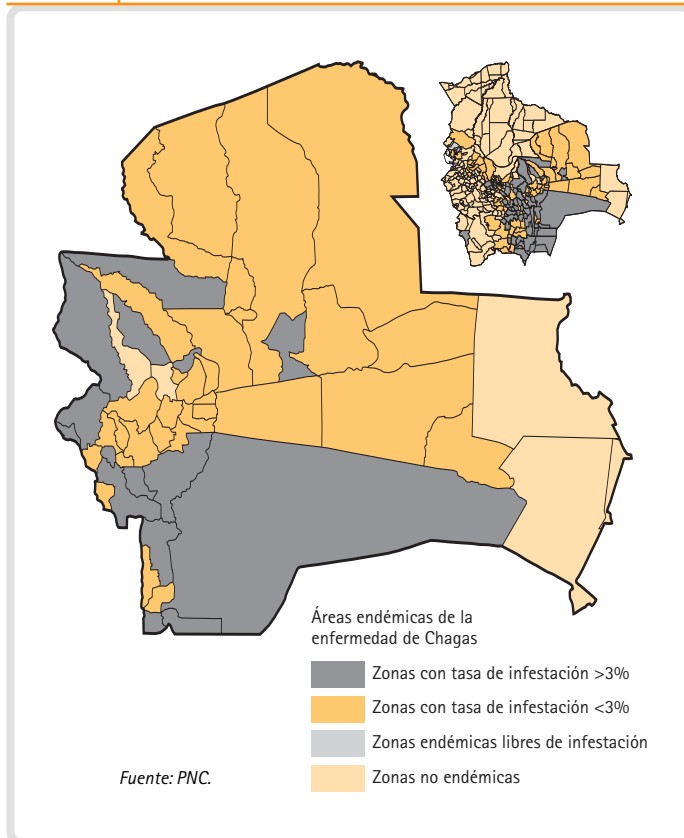 Áreas endémicas de la
enfermedad de Chagas
Zonas con tasa de infestación >3%
Zonas con tasa de infestación <3%
Zonas endémicas libres de infestación
Zonas no endémicas
Fuente: PNC.